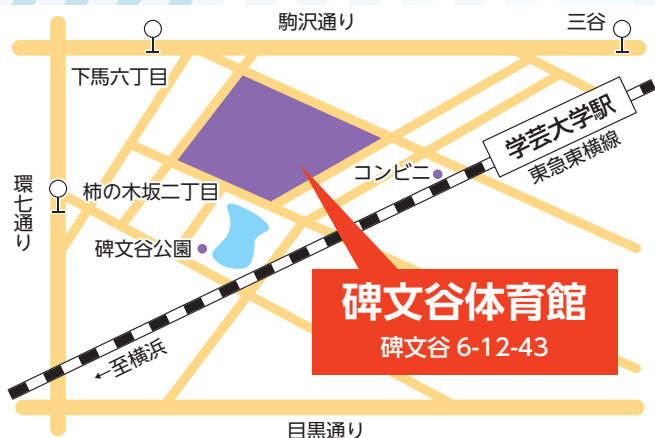 駒沢通り
三谷
下馬六丁目
学芸大学駅
東急東横線
コンビニ
環七通り
柿の木坂二丁目
碑文谷公園
碑文谷体育館
碑文谷 6-12-43
←至横浜
目黒通り